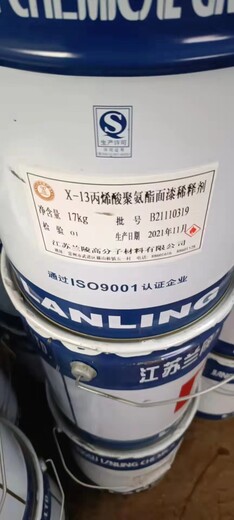 CHEMICAL GR
生产许可
X-13丙烯酸聚氨酯面漆稀释剂
净含量 17kg 批 号 B21110319
检 验 01 生产日期 2021年11月
江苏兰陵高分子材料有限公司
通过ISO9001认证企业
LANLING
江苏兰陵
LANLING CHEMIC